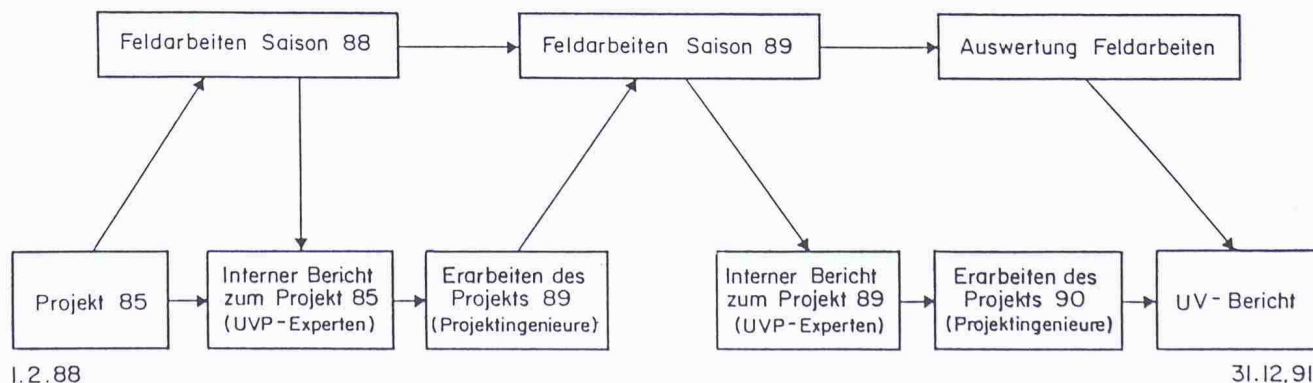 Feldarbeiten Saison 88
Feldarbeiten Saison 89
Auswertung Feldarbeiten
Projekt 85
Interner Bericht
zum Projekt 85
(UVP-Experten)
Erarbeiten des
Projekts 89
(Projektingenieure)
Interner Bericht
zum Projekt 89
(UVP-Experten)
Erarbeiten des
Projekts 90
(Projektingenieure)
UV-Bericht
1.2.88
31.12.91